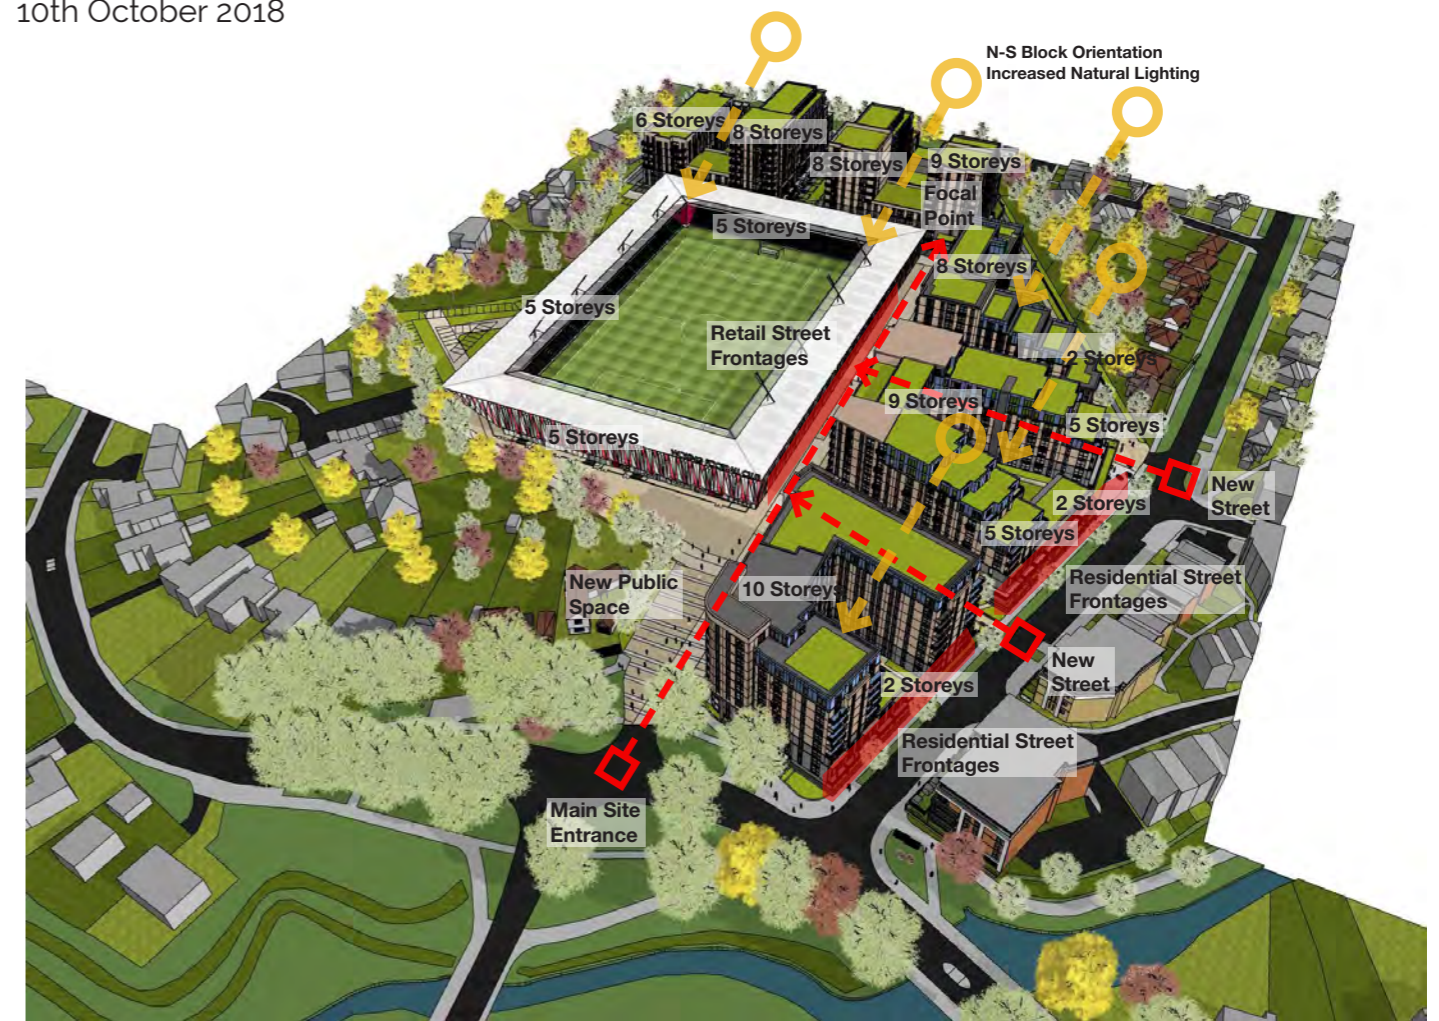 10th October 2018
N-S Block Orientation
Increased Natural Lighting
6 Storeys
8 Storeys
8 Storeys
9 Storeys
Focal
Point
5 Storeys
8 Storeys
5 Storeys
Retail Street
Frontages
2 Storeys
9 Storeys
5 Storeys
5 Storeys
New
Street
2 Storeys
5 Storeys
New Public
Space
10 Storeys
Residential Street
Frontages
New
Street
2 Storeys
Residential Street
Frontages
Main Site
Entrance